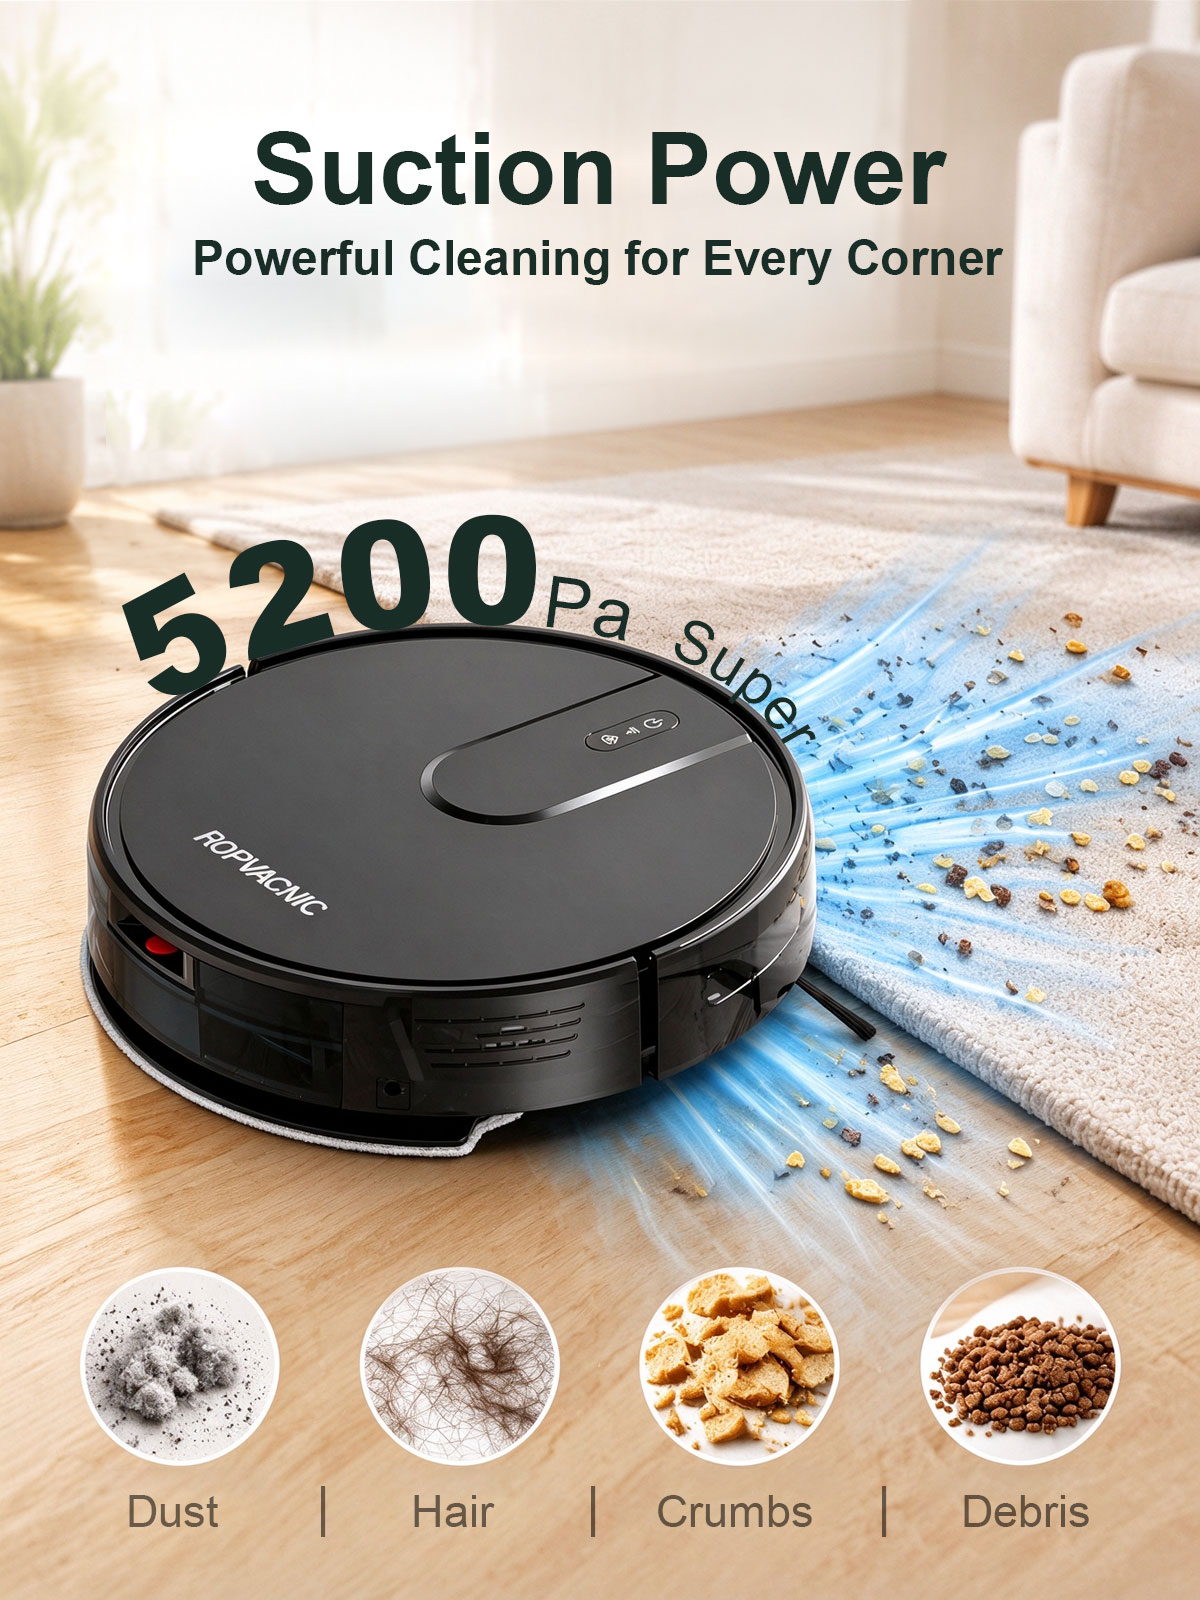 Suction Power
Powerful Cleaning for Every Corner
5200Pa Super
ROPVACNIC
Dust | Hair | Crumbs | Debris